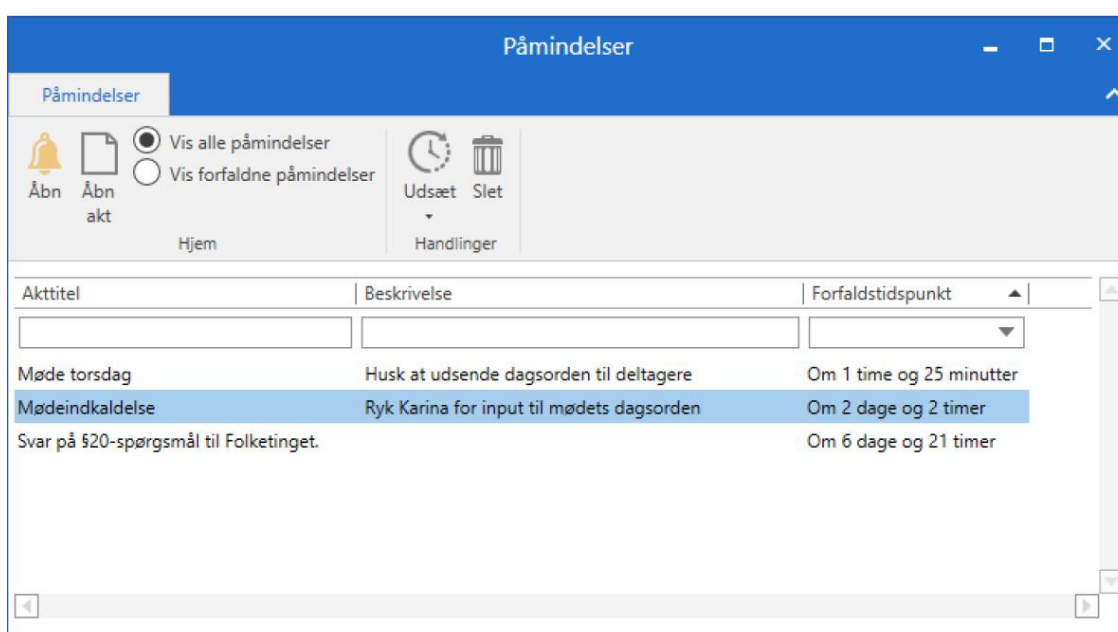 Påmindelser
Påmindelser
Vis alle påmindelser
Vis forfaldne påmindelser
Åbn
Åbn akt
Udsæt
Slet
Hjem
Handlinger
Akttitel Beskrivelse Forfaldstidspunkt
Møde torsdag Husk at udsende dagsorden til deltagere Om 1 time og 25 minutter
Mødeindkaldelse Ryk Karina for input til mødets dagsorden Om 2 dage og 2 timer
Svar på §20-spørgsmål til Folketinget. Om 6 dage og 21 timer